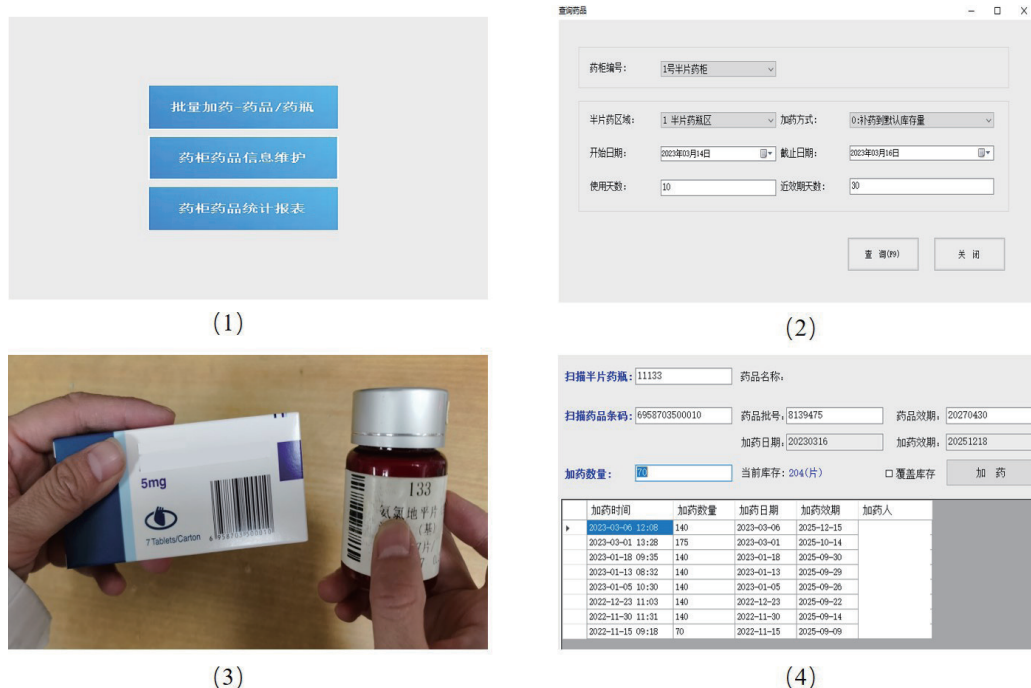 批量加药-药品/药瓶
药柜药品信息维护
药柜药品统计报表
(1)
查询药品
药柜编号: 1号半片药柜
半片药区域: 1 半片药瓶区 加药方式: 0:补药到默认库存量
开始日期: 2023年03月14日 截止日期: 2023年03月16日
使用天数: 10 近效期天数: 30
查 询(F9) 关 闭
(2)
5mg
7 Tablets/Carton
I33
氨氯地平片
(基)
7片/
(3)
扫描半片药瓶: 11133 药品名称:
扫描药品条码: 6958703500010 药品批号: 8139475 药品效期: 20270430
加药日期: 20230316 加药效期: 20251218
加药数量: 70 当前库存: 204(片) 覆盖库存 加 药
加药时间 加药数量 加药日期 加药效期 加药人
2023-03-06 12:08 140 2023-03-06 2025-12-15
2023-03-01 13:28 175 2023-03-01 2025-10-14
2023-01-18 09:35 140 2023-01-18 2025-09-30
2023-01-13 08:32 140 2023-01-13 2025-09-29
2023-01-05 10:30 140 2023-01-05 2025-09-26
2022-12-23 11:03 140 2022-12-23 2025-09-22
2022-11-30 11:31 140 2022-11-30 2025-09-14
2022-11-15 09:18 70 2022-11-15 2025-09-09
(4)